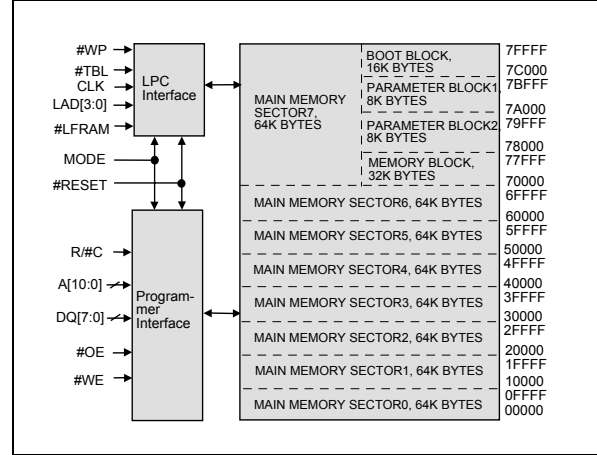 #WP
#TBL
CLK
LAD[3:0]
#LFRAM
MODE
#RESET
R/#C
A[10:0]
DQ[7:0]
#OE
#WE
LPC
Interface
Program-
mer
Interface
MAIN MEMORY
SECTOR7,
64K BYTES
BOOT BLOCK,
16K BYTES
PARAMETER BLOCK1,
8K BYTES
PARAMETER BLOCK2,
8K BYTES
MEMORY BLOCK,
32K BYTES
MAIN MEMORY SECTOR6, 64K BYTES
MAIN MEMORY SECTOR5, 64K BYTES
MAIN MEMORY SECTOR4, 64K BYTES
MAIN MEMORY SECTOR3, 64K BYTES
MAIN MEMORY SECTOR2, 64K BYTES
MAIN MEMORY SECTOR1, 64K BYTES
MAIN MEMORY SECTOR0, 64K BYTES
7FFFF
7C000
7BFFF
7A000
79FFF
78000
77FFF
70000
6FFFF
60000
5FFFF
50000
4FFFF
40000
3FFFF
30000
2FFFF
20000
1FFFF
10000
0FFFF
00000